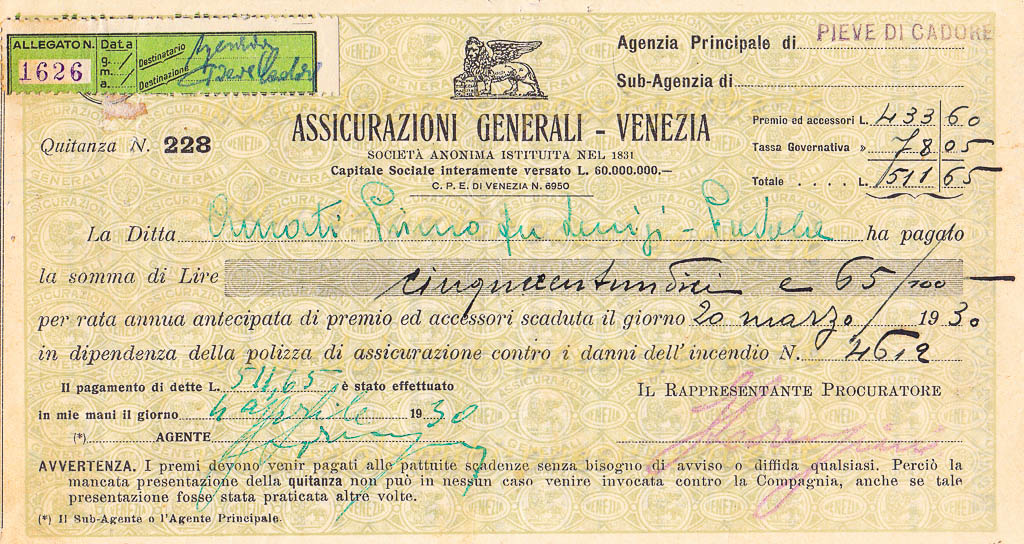 ALLEGATO N. Data Destinatario
1626 g. m. a. Destinazione
Agenzia Principale di PIEVE DI CADORE
Sub-Agenzia di
Quitanza N. 228
ASSICURAZIONI GENERALI - VENEZIA
SOCIETÀ ANONIMA ISTITUITA NEL 1831
Capitale Sociale interamente versato L. 60.000.000,—
C. P. E. DI VENEZIA N. 6950
Premio ed accessori L. 433 60
Tassa Governativa » 78 05
Totale .... L. 511 65
La Ditta Primo fu Luigi - ha pagato
la somma di Lire cinquecentundici e 65/100 —
per rata annua antecipata di premio ed accessori scaduta il giorno 20 marzo 1930
in dipendenza della polizza di assicurazione contro i danni dell'incendio N. 4612
Il pagamento di dette L. 511,65 è stato effettuato
in mie mani il giorno 4 Aprile 1930
(*) AGENTE
IL RAPPRESENTANTE PROCURATORE
AVVERTENZA. I premi devono venir pagati alle pattuite scadenze senza bisogno di avviso o diffida qualsiasi. Perciò la
mancata presentazione della quitanza non può in nessun caso venire invocata contro la Compagnia, anche se tale
presentazione fosse stata praticata altre volte.
(*) Il Sub-Agente o l'Agente Principale.